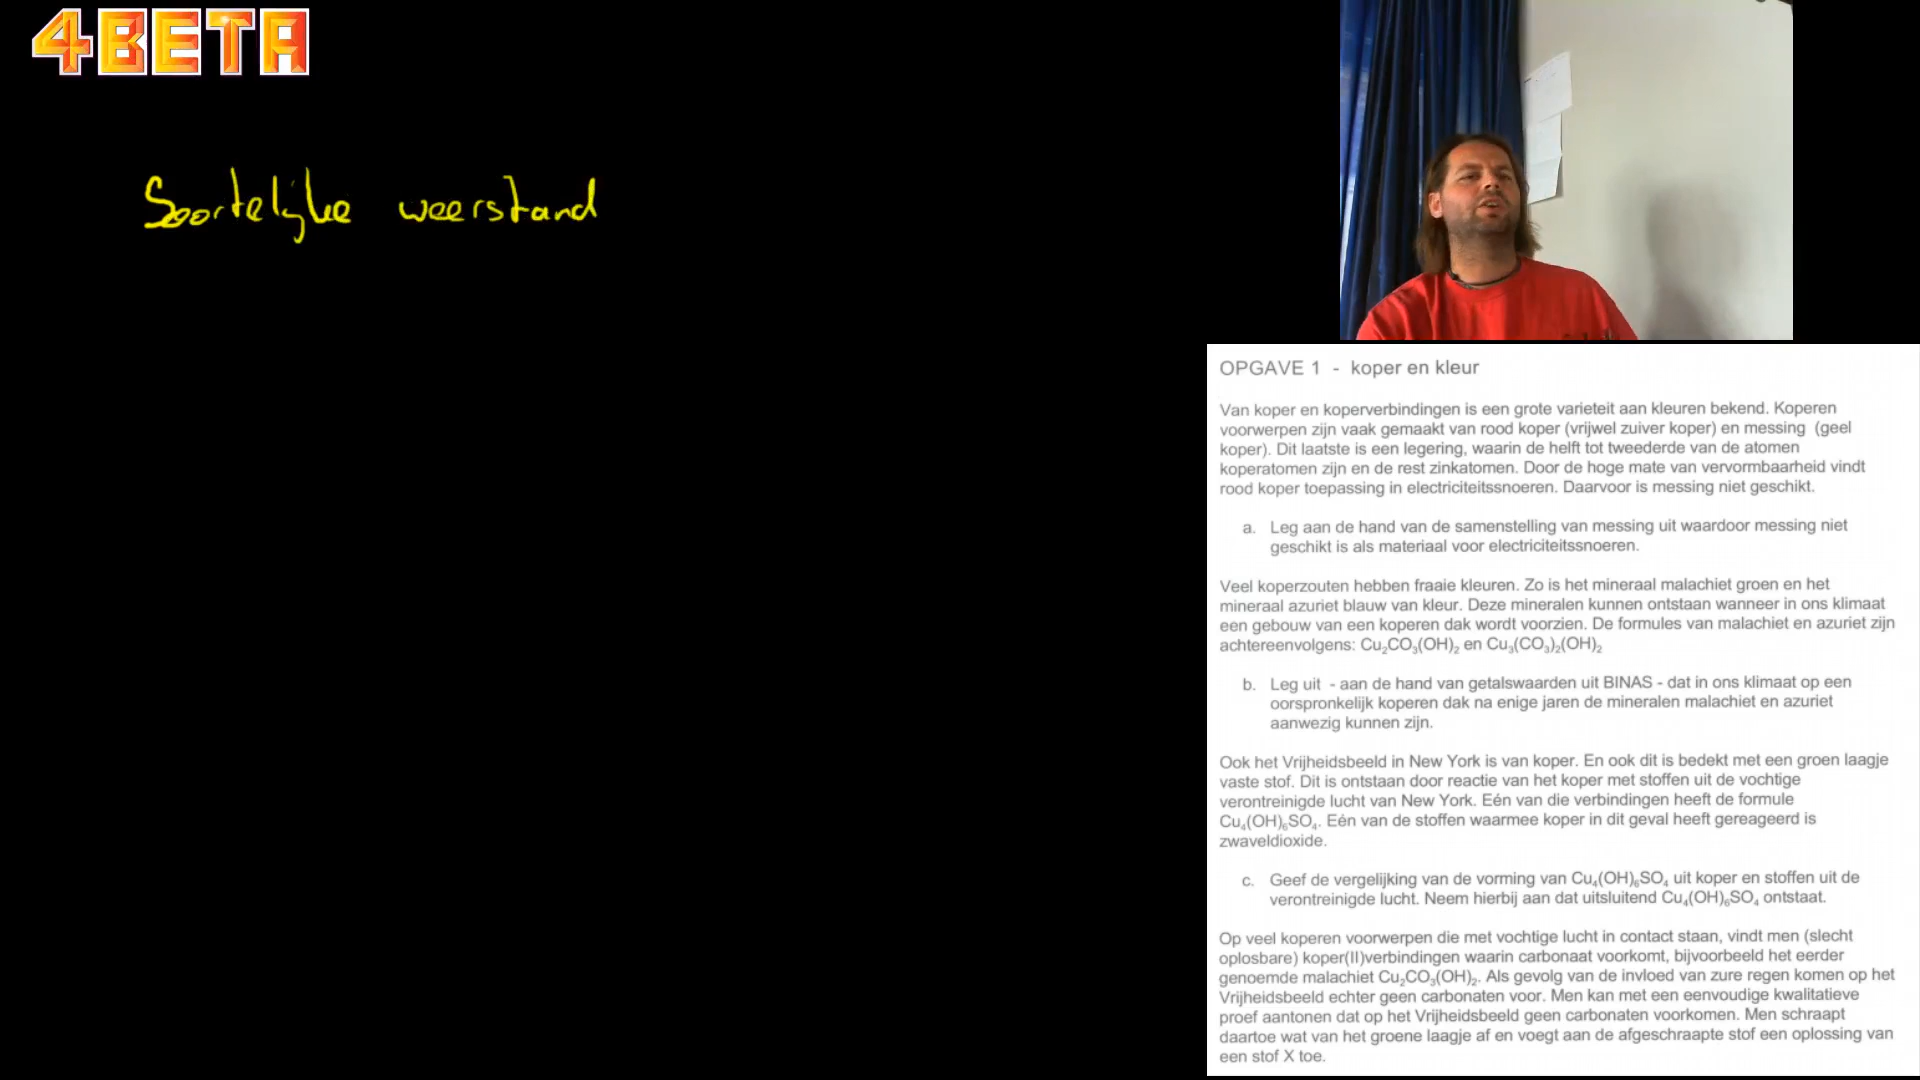 4BETA
Soortelijke weerstand
OPGAVE 1 - koper en kleur
Van koper en koperverbindingen is een grote varieteit aan kleuren bekend. Koperen
voorwerpen zijn vaak gemaakt van rood koper (vrijwel zuiver koper) en messing (geel
koper). Dit laatste is een legering, waarin de helft tot tweederde van de atomen
koperatomen zijn en de rest zinkatomen. Door de hoge mate van vervormbaarheid vindt
rood koper toepassing in electriciteitssnoeren. Daarvoor is messing niet geschikt.
a. Leg aan de hand van de samenstelling van messing uit waardoor messing niet
geschikt is als materiaal voor electriciteitssnoeren.
Veel koperzouten hebben fraaie kleuren. Zo is het mineraal malachiet groen en het
mineraal azuriet blauw van kleur. Deze mineralen kunnen ontstaan wanneer in ons klimaat
een gebouw van een koperen dak wordt voorzien. De formules van malachiet en azuriet zijn
achtereenvolgens: Cu₂CO₃(OH)₂ en Cu₃(CO₃)₂(OH)₂
b. Leg uit - aan de hand van getalswaarden uit BINAS - dat in ons klimaat op een
oorspronkelijk koperen dak na enige jaren de mineralen malachiet en azuriet
aanwezig kunnen zijn.
Ook het Vrijheidsbeeld in New York is van koper. En ook dit is bedekt met een groen laagje
vaste stof. Dit is ontstaan door reactie van het koper met stoffen uit de vochtige
verontreinigde lucht van New York. Eén van die verbindingen heeft de formule
Cu₄(OH)₆SO₄. Eén van de stoffen waarmee koper in dit geval heeft gereageerd is
zwaveldioxide.
c. Geef de vergelijking van de vorming van Cu₄(OH)₆SO₄ uit koper en stoffen uit de
verontreinigde lucht. Neem hierbij aan dat uitsluitend Cu₄(OH)₆SO₄ ontstaat.
Op veel koperen voorwerpen die met vochtige lucht in contact staan, vindt men (slecht
oplosbare) koper(II)verbindingen waarin carbonaat voorkomt, bijvoorbeeld het eerder
genoemde malachiet Cu₂CO₃(OH)₂. Als gevolg van de invloed van zure regen komen op het
Vrijheidsbeeld echter geen carbonaten voor. Men kan met een eenvoudige kwalitatieve
proef aantonen dat op het Vrijheidsbeeld geen carbonaten voorkomen. Men schraapt
daartoe wat van het groene laagje af en voegt aan de afgeschraapte stof een oplossing van
een stof X toe.